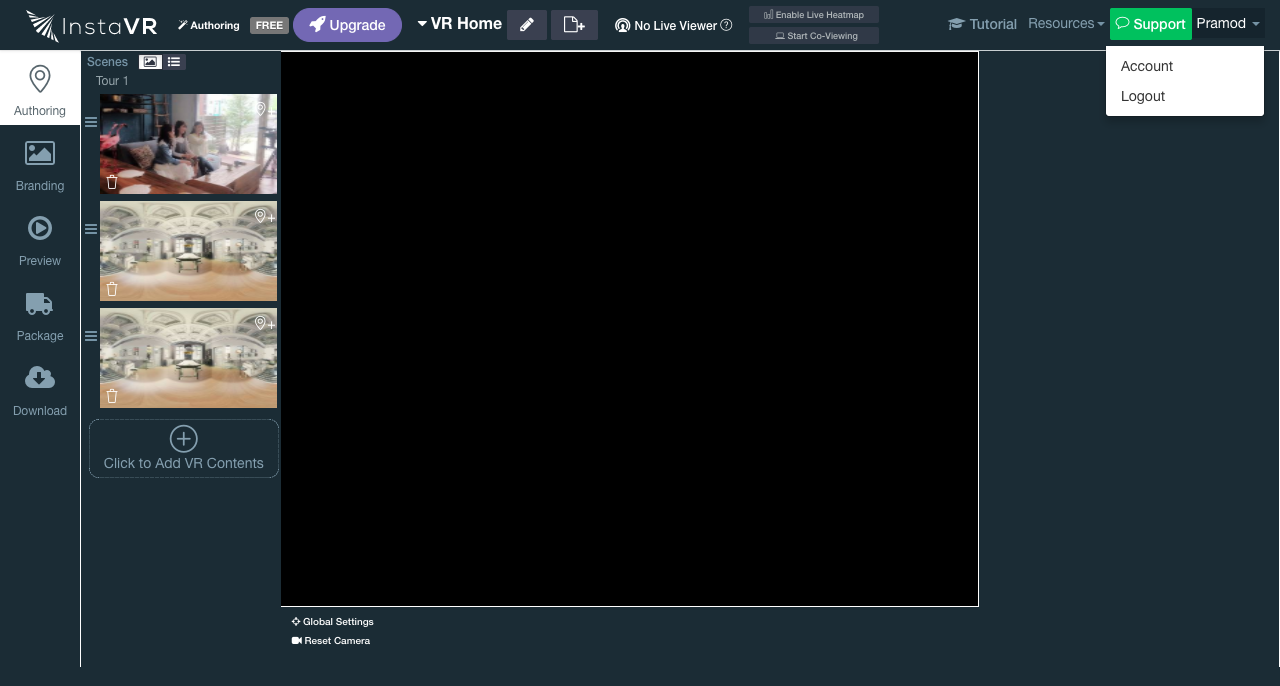 InstaVR
Authoring
FREE
Upgrade
VR Home
No Live Viewer
Enable Live Heatmap
Start Co-Viewing
Tutorial
Resources
Support
Pramod
Account
Logout
Authoring
Branding
Preview
Package
Download
Scenes
Tour 1
Click to Add VR Contents
Global Settings
Reset Camera